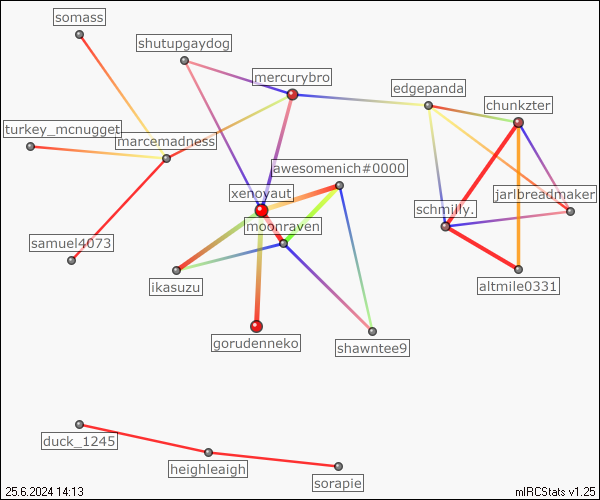 somass
shutupgaydog
mercurybro
edgepanda
chunkzter
turkey_mcnugget
marcemadness
awesomenich#0000
xenoyaut
jarlbreadmaker
schmilly.
moonraven
samuel4073
ikasuzu
altmile0331
gorudenneko
shawntee9
duck_1245
heighleaigh
sorapie
25.6.2024 14:13
mIRCStats v1.25